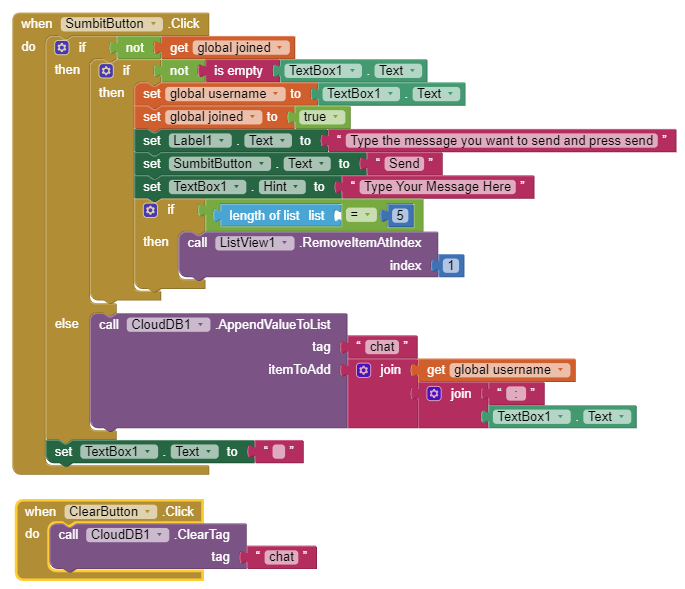 when SumbitButton .Click
do if not get global joined
then if not is empty TextBox1 . Text
then set global username to TextBox1 . Text
set global joined to true
set Label1 . Text to “ Type the message you want to send and press send ”
set SumbitButton . Text to “ Send ”
set TextBox1 . Hint to “ Type Your Message Here ”
if length of list list = 5
then call ListView1 .RemoveItemAtIndex
index 1
else call CloudDB1 .AppendValueToList
tag “ chat ”
itemToAdd join get global username
join “ : ”
TextBox1 . Text
set TextBox1 . Text to “ ”
when ClearButton .Click
do call CloudDB1 .ClearTag
tag “ chat ”